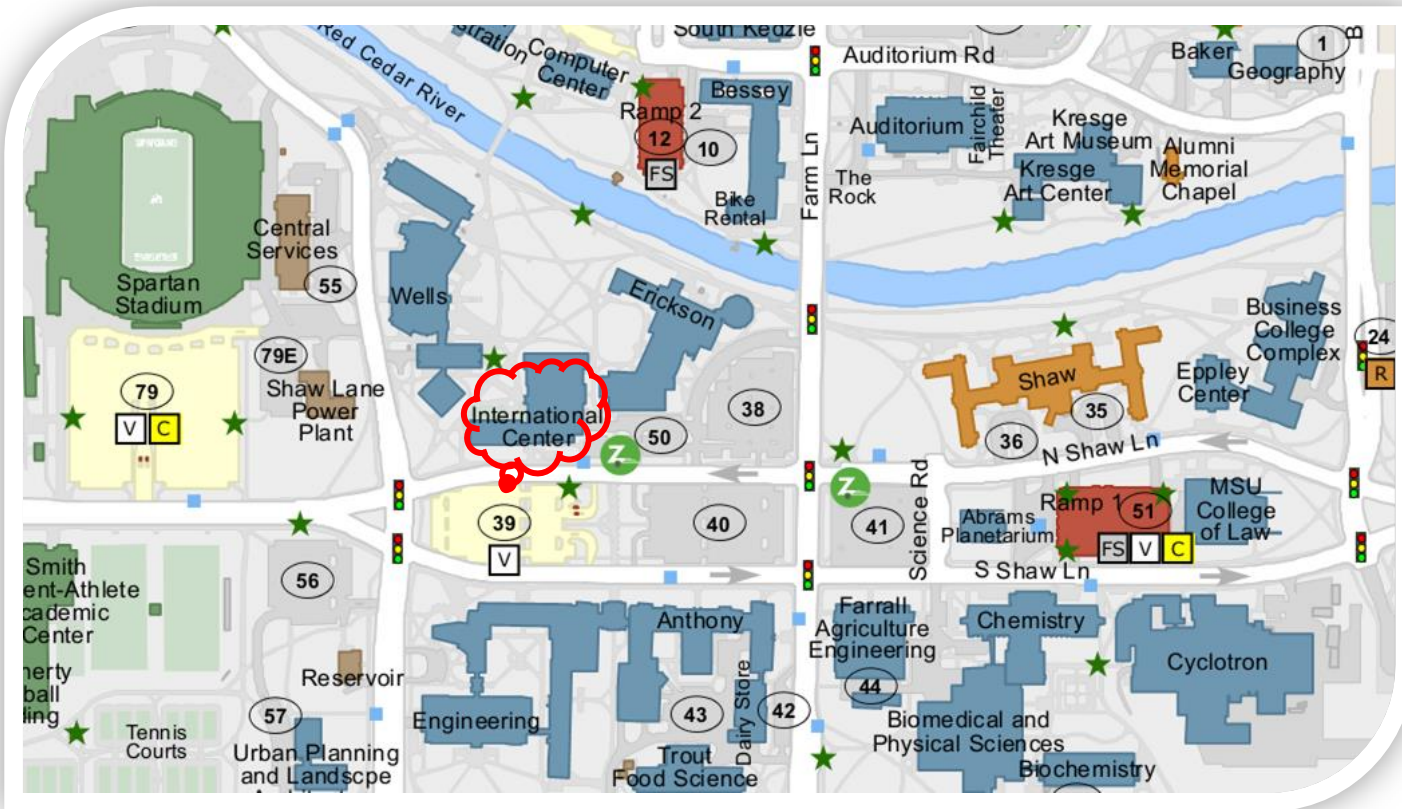 South Kedzie
stration
Computer
Center
Red Cedar River
Auditorium Rd
Baker
1
Geography
B
Bessey
Ramp 2
12
10
FS
Bike
Rental
Farm Ln
The
Rock
Auditorium
Fairchild
Theater
Kresge
Art Museum
Kresge
Art Center
Alumni
Memorial
Chapel
Central
Services
55
Spartan
Stadium
Wells
Erickson
79E
Shaw Lane
Power
Plant
79
V
C
International
Center
Z
50
38
Shaw
35
36
N Shaw Ln
Eppley
Center
Business
College
Complex
24
R
39
V
40
Z
41
Science Rd
Abrams
Planetarium
Ramp 1
51
FS
V
C
MSU
College
of Law
S Shaw Ln
Smith
ent-Athlete
cademic
Center
herty
ball
ding
56
Reservoir
57
Tennis
Courts
Urban Planning
and Landscpe
Engineering
Anthony
43
Dairy Store
42
Trout
Food Science
Farrall
Agriculture
Engineering
44
Chemistry
Biomedical and
Physical Sciences
Biochemistry
Cyclotron